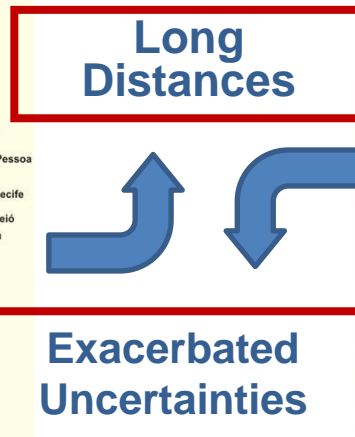 Long
Distances
Pessoa
ecife
eió
Exacerbated
Uncertainties